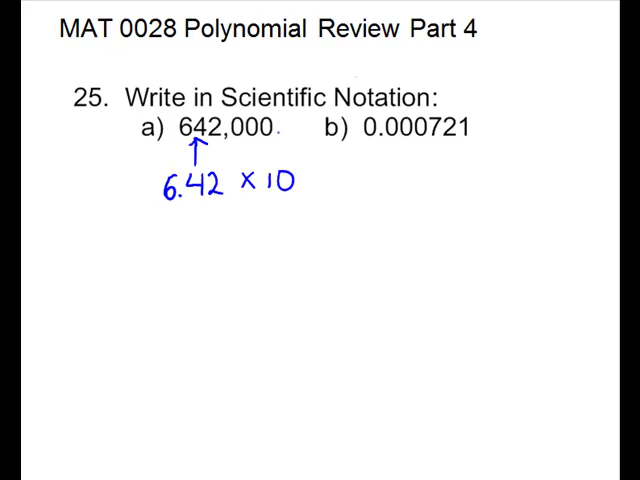 MAT 0028 Polynomial Review Part 4
25. Write in Scientific Notation:
a) 642,000. b) 0.000721
6.42 × 10